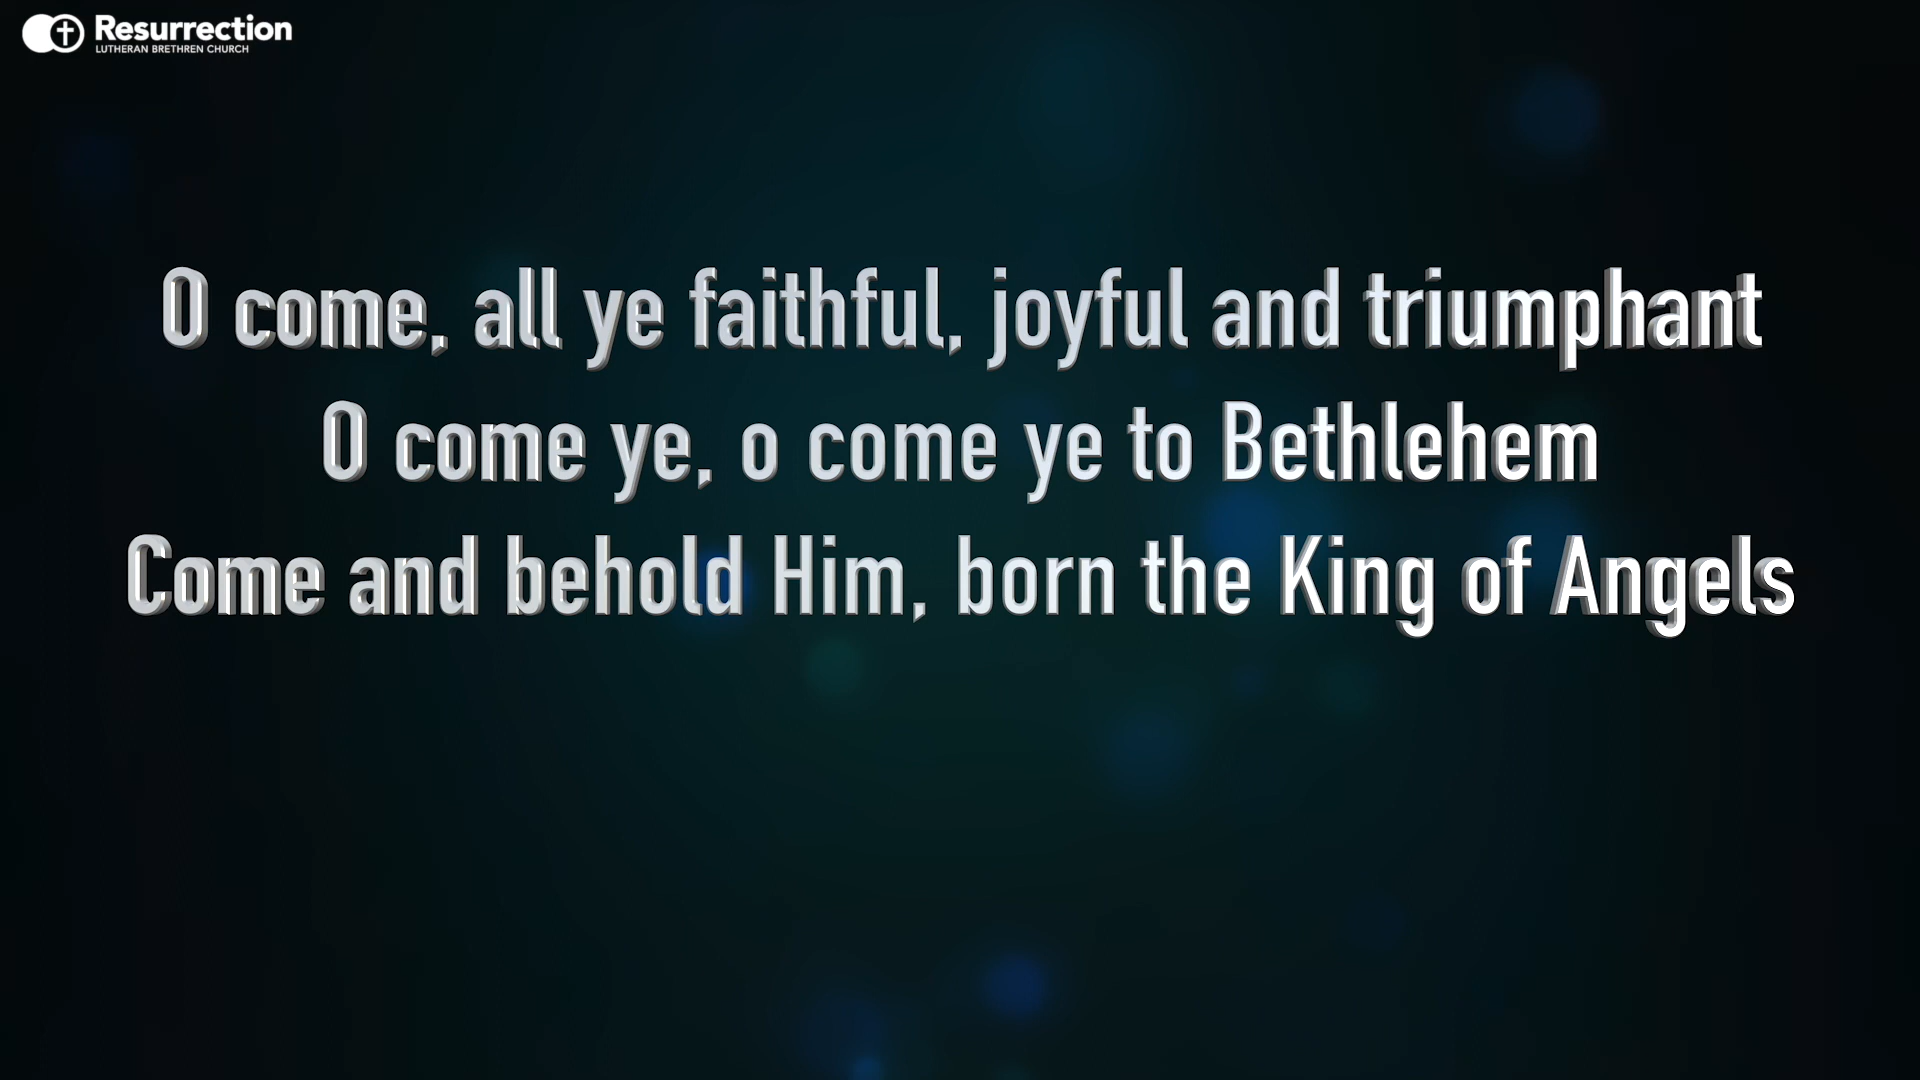 Resurrection
LUTHERAN BRETHREN CHURCH
O come, all ye faithful, joyful and triumphant
O come ye, o come ye to Bethlehem
Come and behold Him, born the King of Angels